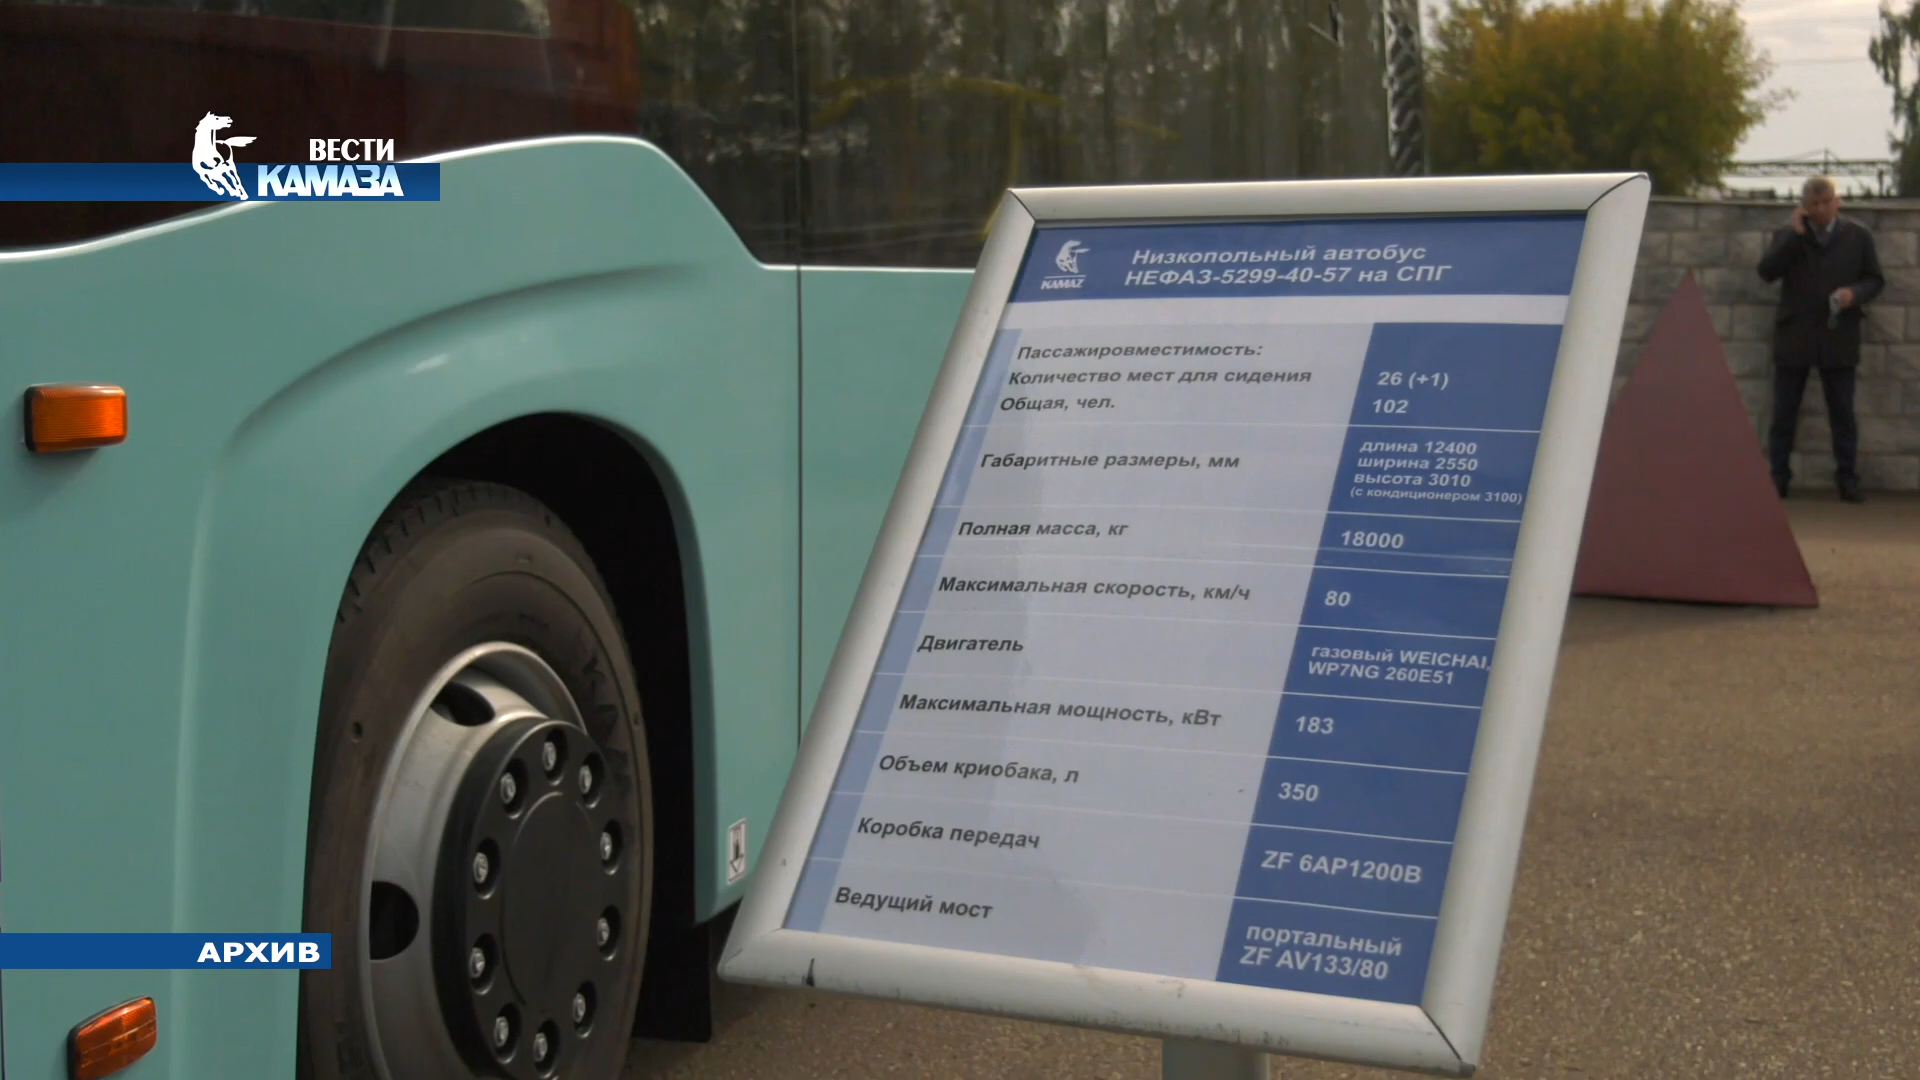 ВЕСТИ
КАМАЗА
KAMAZ
Низкопольный автобус
НЕФАЗ-5299-40-57 на СПГ
Пассажировместимость:
Количество мест для сидения 26 (+1)
Общая, чел. 102
Габаритные размеры, мм
длина 12400
ширина 2550
высота 3010
(с кондиционером 3100)
Полная масса, кг 18000
Максимальная скорость, км/ч 80
Двигатель
газовый WEICHAI,
WP7NG 260E51
Максимальная мощность, кВт 183
Объем криобака, л 350
Коробка передач ZF 6AP1200B
Ведущий мост
портальный
ZF AV133/80
АРХИВ